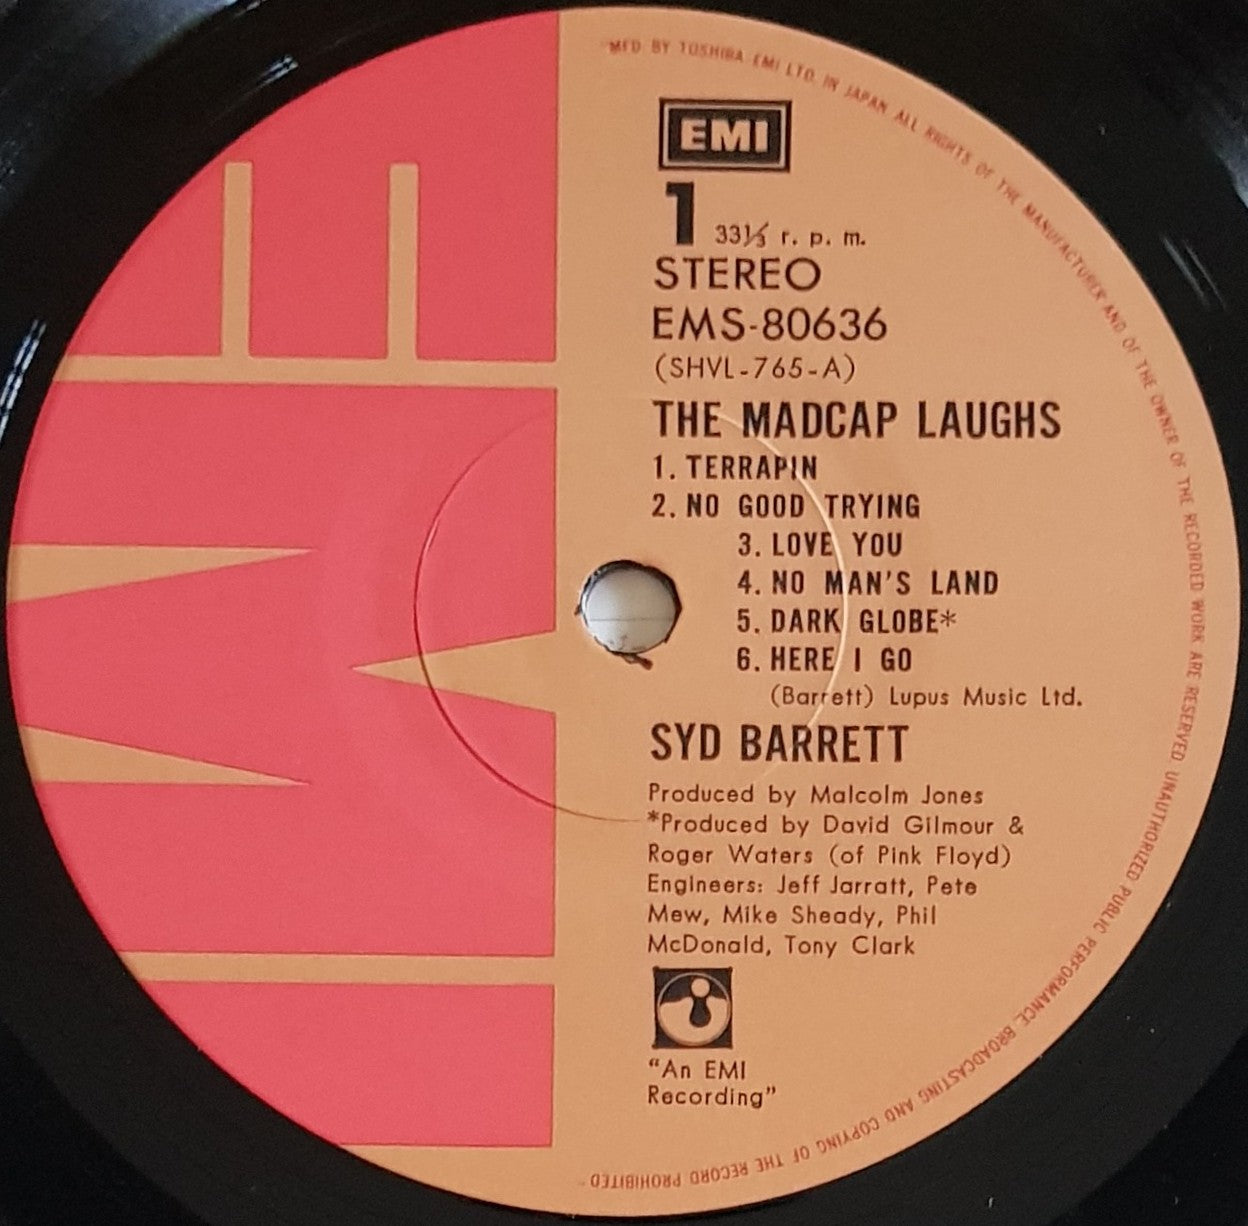 MFD BY TOSHIBA EMI LTD. IN JAPAN ALL RIGHTS OF THE MANUFACTURER AND OF THE OWNER OF THE RECORDED WORK ARE RESERVED UNAUTHORIZED PUBLIC PERFORMANCE BROADCASTING AND COPYING OF THE RECORD PROHIBITED
EMI
1 33⅓ r. p. m.
STEREO
EMS-80636
(SHVL-765-A)
THE MADCAP LAUGHS
1. TERRAPIN
2. NO GOOD TRYING
3. LOVE YOU
4. NO MAN'S LAND
5. DARK GLOBE*
6. HERE I GO
(Barrett) Lupus Music Ltd.
SYD BARRETT
Produced by Malcolm Jones
*Produced by David Gilmour &
Roger Waters (of Pink Floyd)
Engineers: Jeff Jarratt, Pete
Mew, Mike Sheady, Phil
McDonald, Tony Clark
“An EMI
Recording”